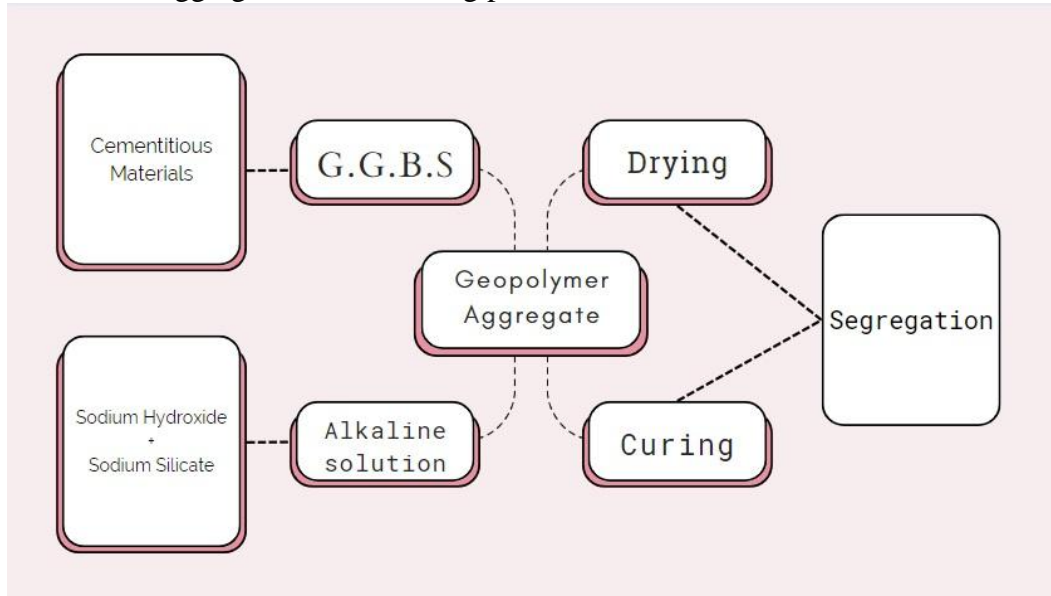 Cementitious
Materials
G.G.B.S
Drying
Geopolymer
Aggregate
Segregation
Sodium Hydroxide
+
Sodium Silicate
Alkaline
solution
Curing